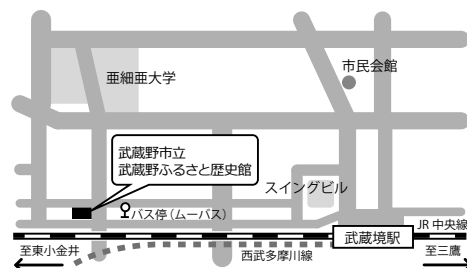 亜細亜大学
市民会館
武蔵野市立
武蔵野ふるさと歴史館
スイングビル
バス停（ムーバス）
JR 中央線
武蔵境駅
至東小金井
西武多摩川線
至三鷹